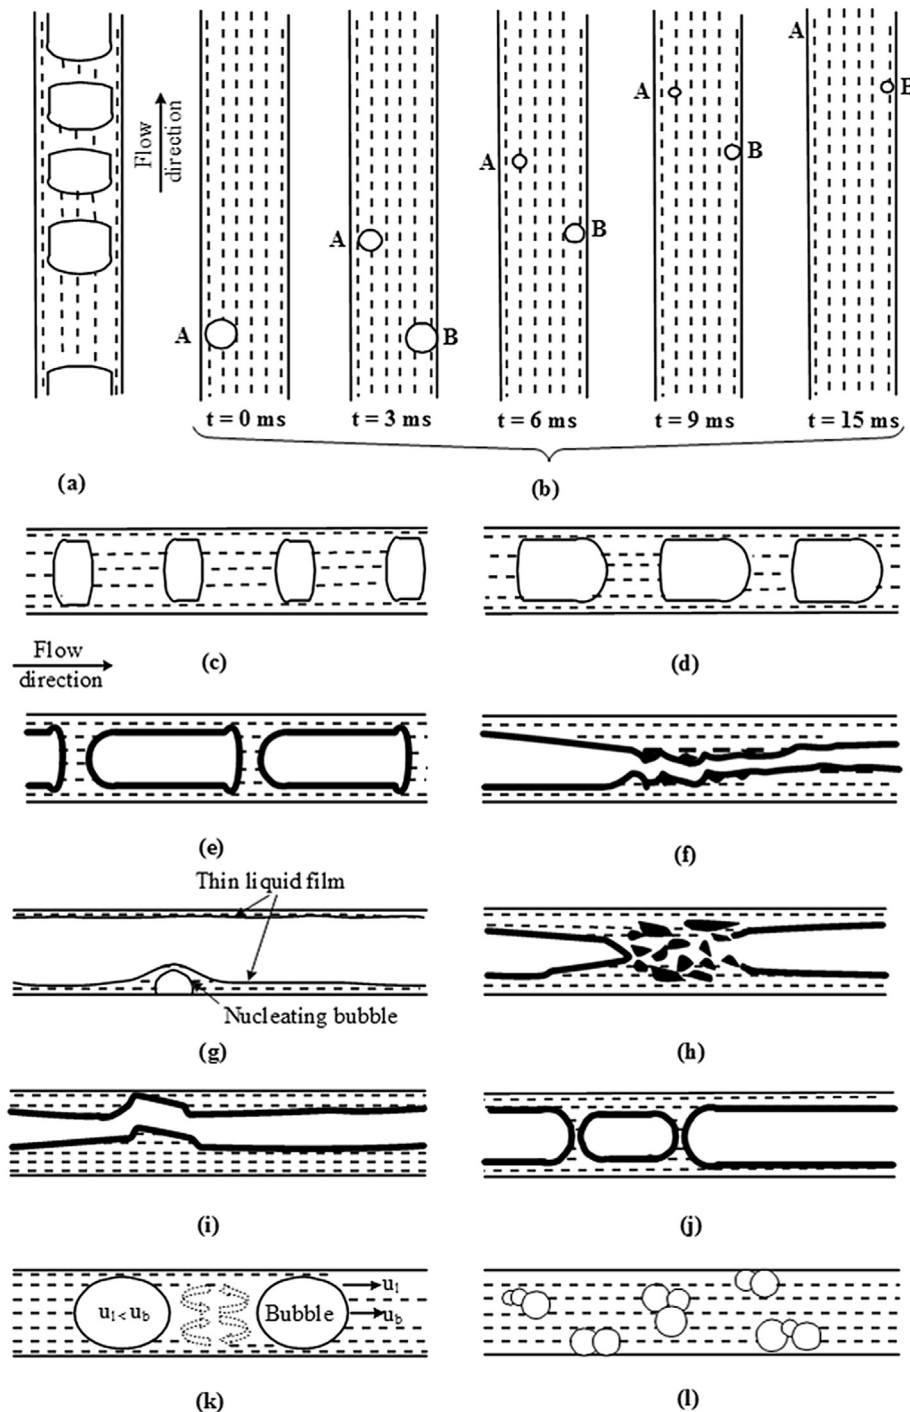 Flow
direction
A
A
B
A
B
A
B
A
B
t = 0 ms
t = 3 ms
t = 6 ms
t = 9 ms
t = 15 ms
(a)
(b)
(c)
(d)
Flow
direction
(e)
(f)
Thin liquid film
Nucleating bubble
(g)
(h)
(i)
(j)
u_l < u_b
Bubble
u_l
u_b
(k)
(l)